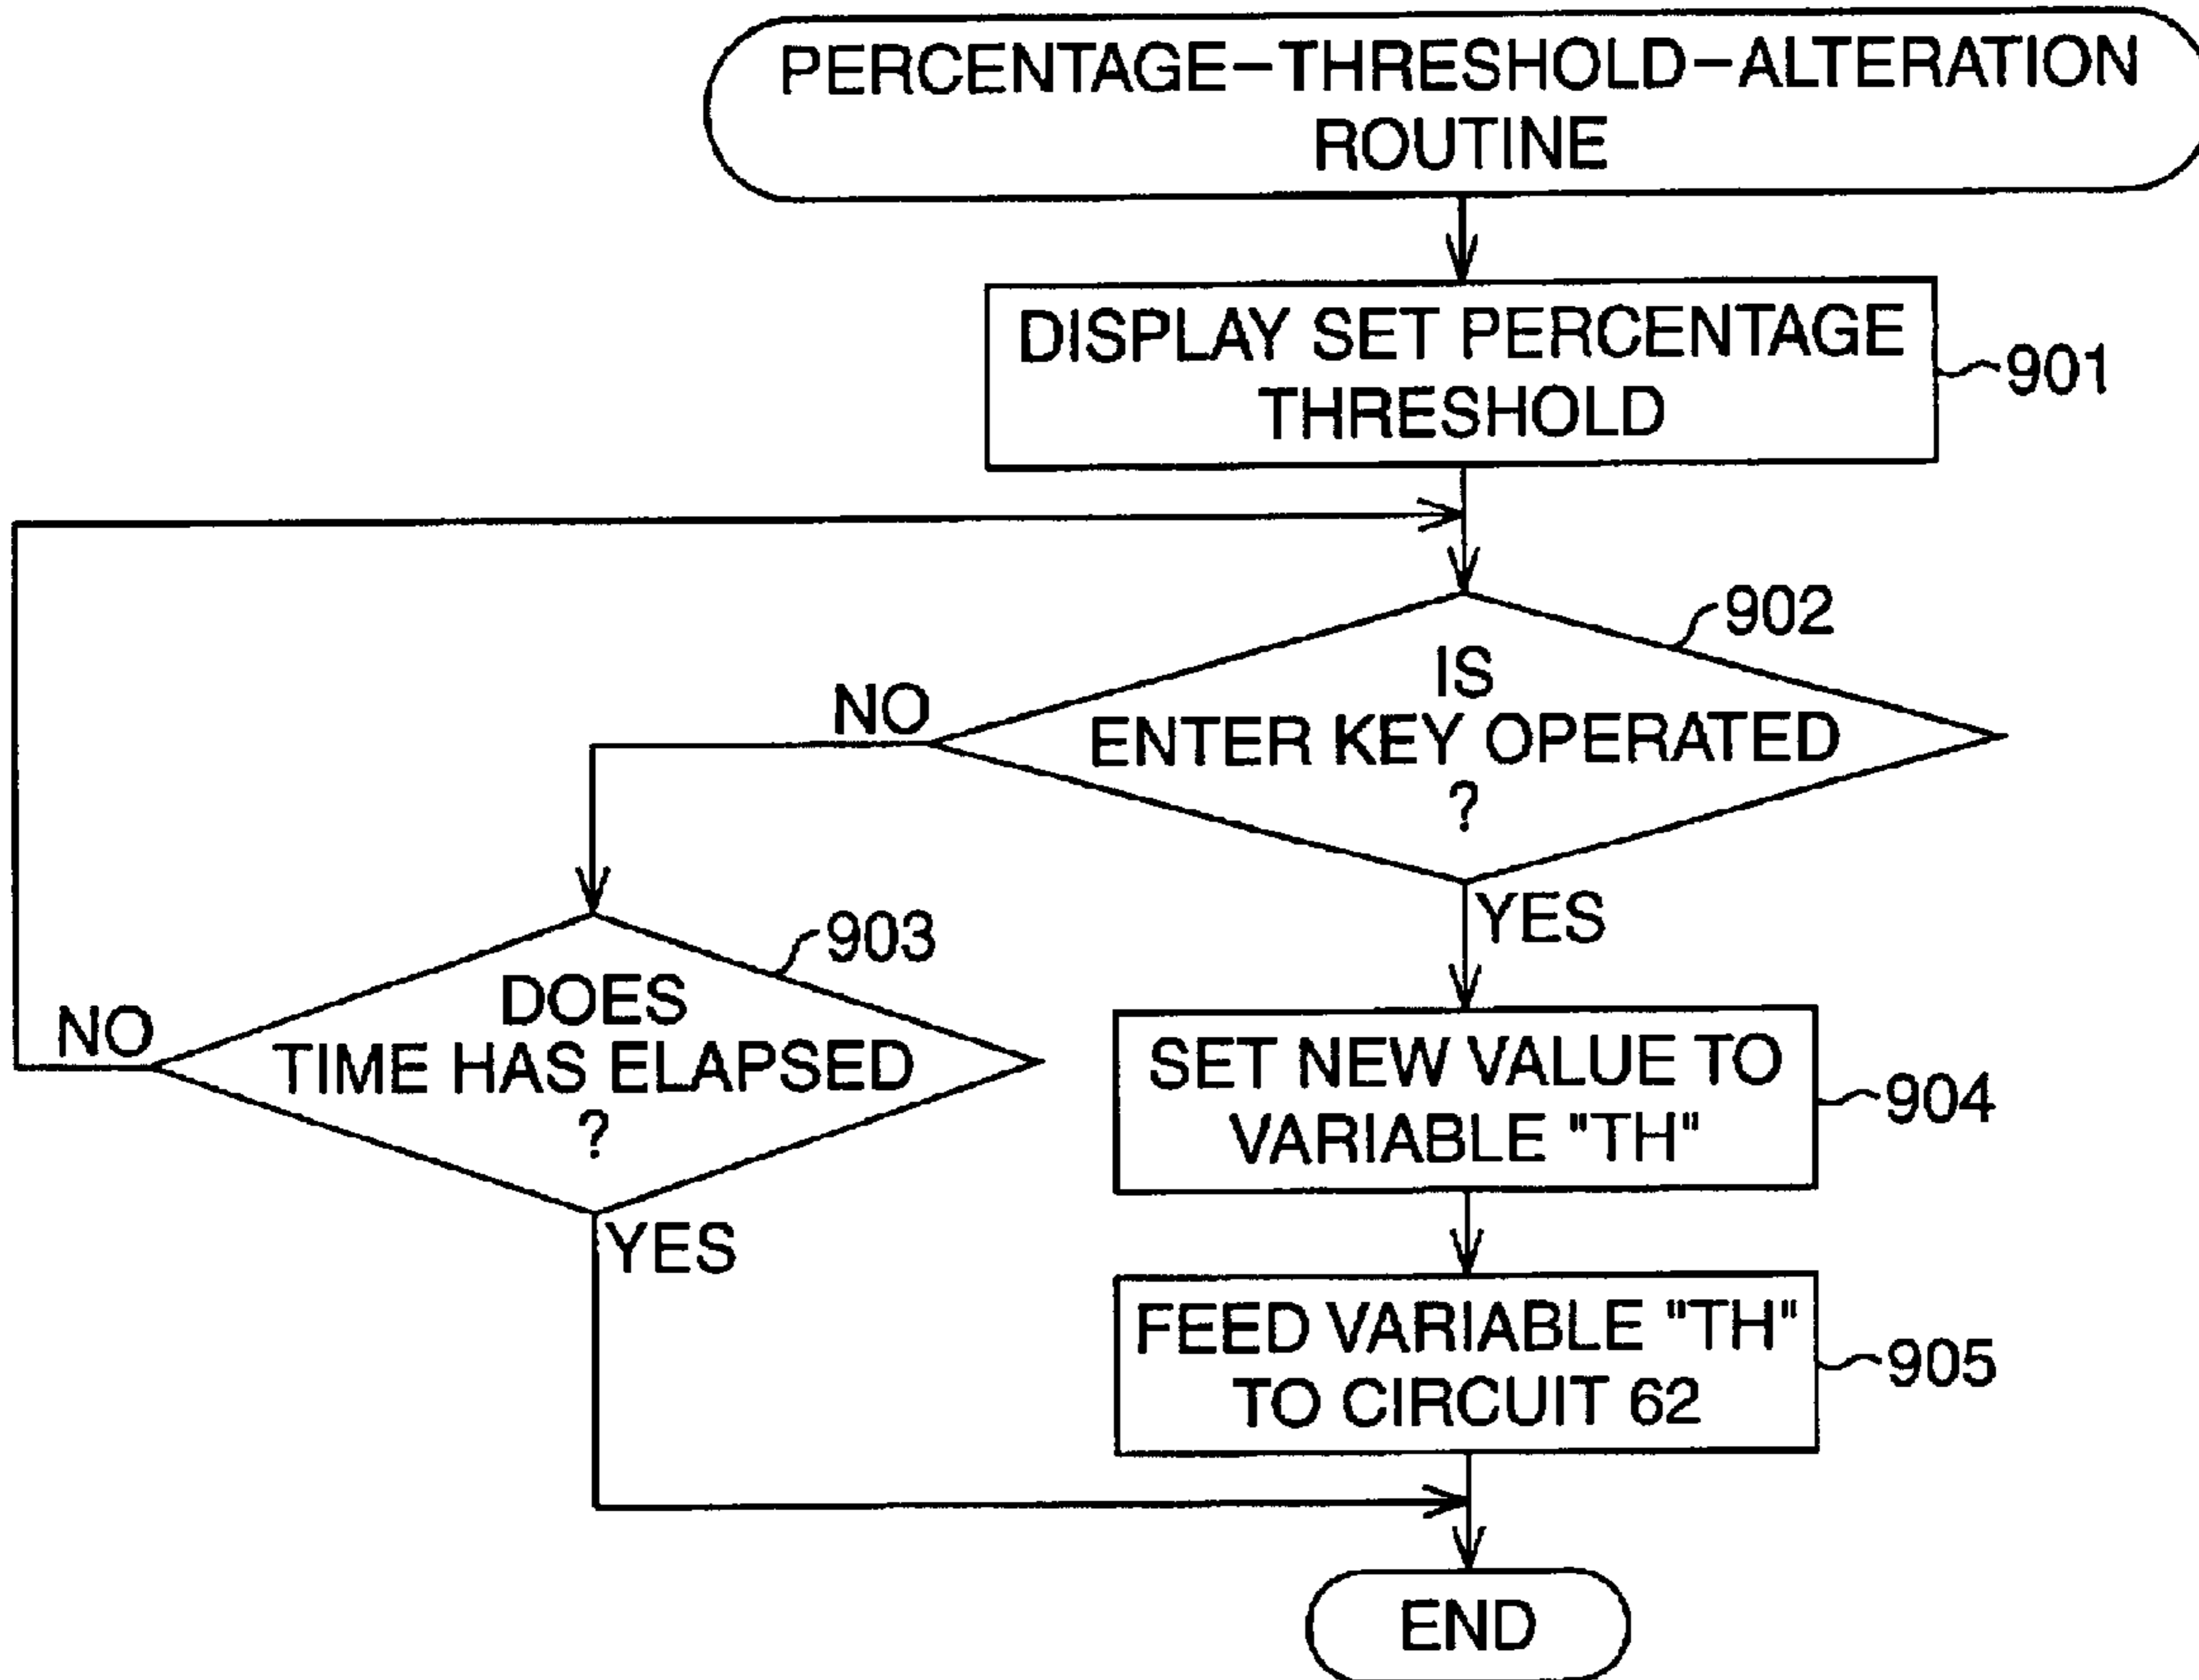 PERCENTAGE-THRESHOLD-ALTERATION
ROUTINE
DISPLAY SET PERCENTAGE
THRESHOLD
901
902
IS
ENTER KEY OPERATED
?
NO
YES
903
DOES
TIME HAS ELAPSED
?
NO
YES
SET NEW VALUE TO
VARIABLE "TH"
904
FEED VARIABLE "TH"
TO CIRCUIT 62
905
END